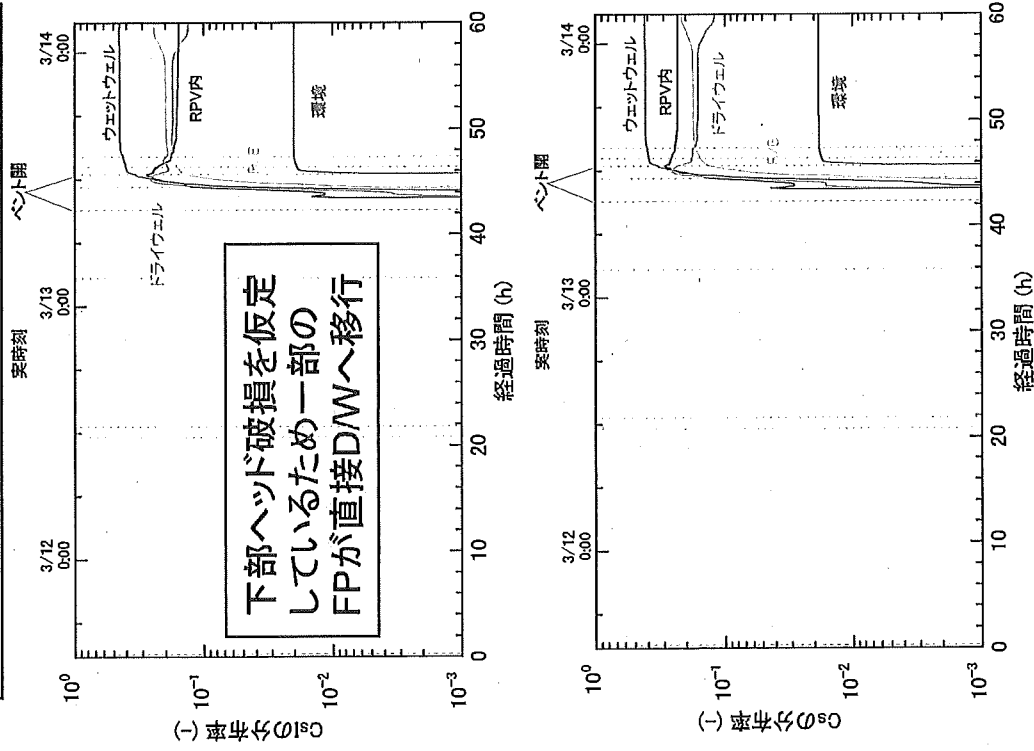 実時刻
ベント開
3/12
0:00
3/13
0:00
3/14
0:00
CsIの分布率 (−)
10⁰
10⁻¹
10⁻²
10⁻³
ウェットウェル
RPV内
ドライウェル
環境
下部ヘッド破損を仮定
しているため一部の
FPが直接D/Wへ移行
0
10
20
30
40
50
60
経過時間 (h)
実時刻
ベント開
3/12
0:00
3/13
0:00
3/14
0:00
Csの分布率 (−)
10⁰
10⁻¹
10⁻²
10⁻³
ウェットウェル
RPV内
ドライウェル
環境
0
10
20
30
40
50
60
経過時間 (h)